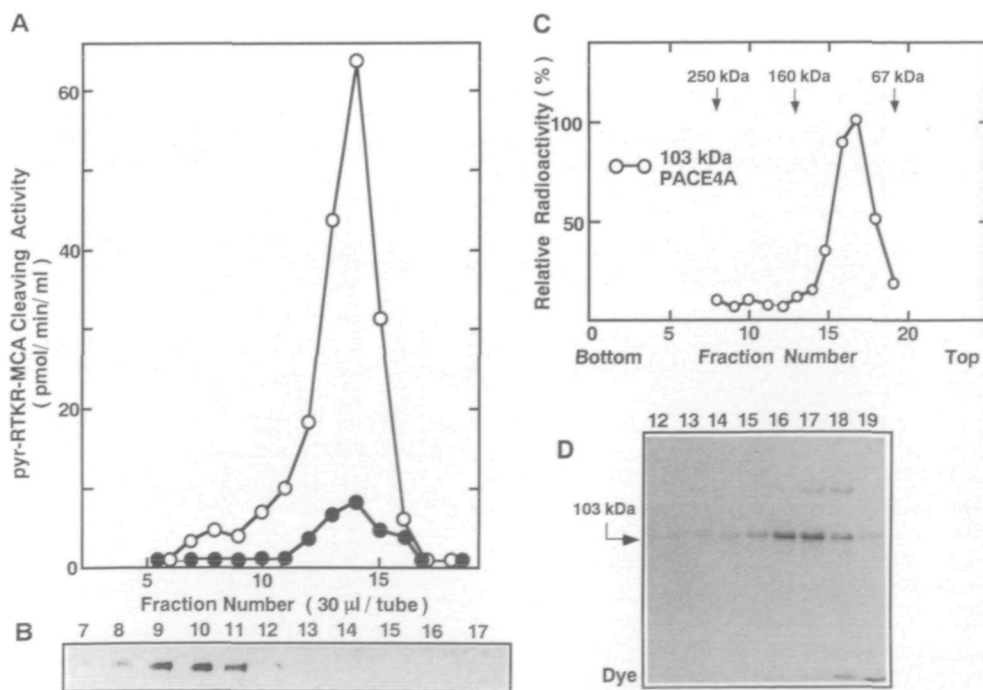 A
pyr-RTKR-MCA Cleaving Activity
( pmol/ min/ ml )
60
40
20
0
5
10
15
Fraction Number ( 30 µl / tube )
B
7 8 9 10 11 12 13 14 15 16 17
C
Relative Radioactivity ( % )
250 kDa 160 kDa 67 kDa
100
50
103 kDa
PACE4A
0 5 10 15 20
Bottom Fraction Number Top
D
12 13 14 15 16 17 18 19
103 kDa
Dye